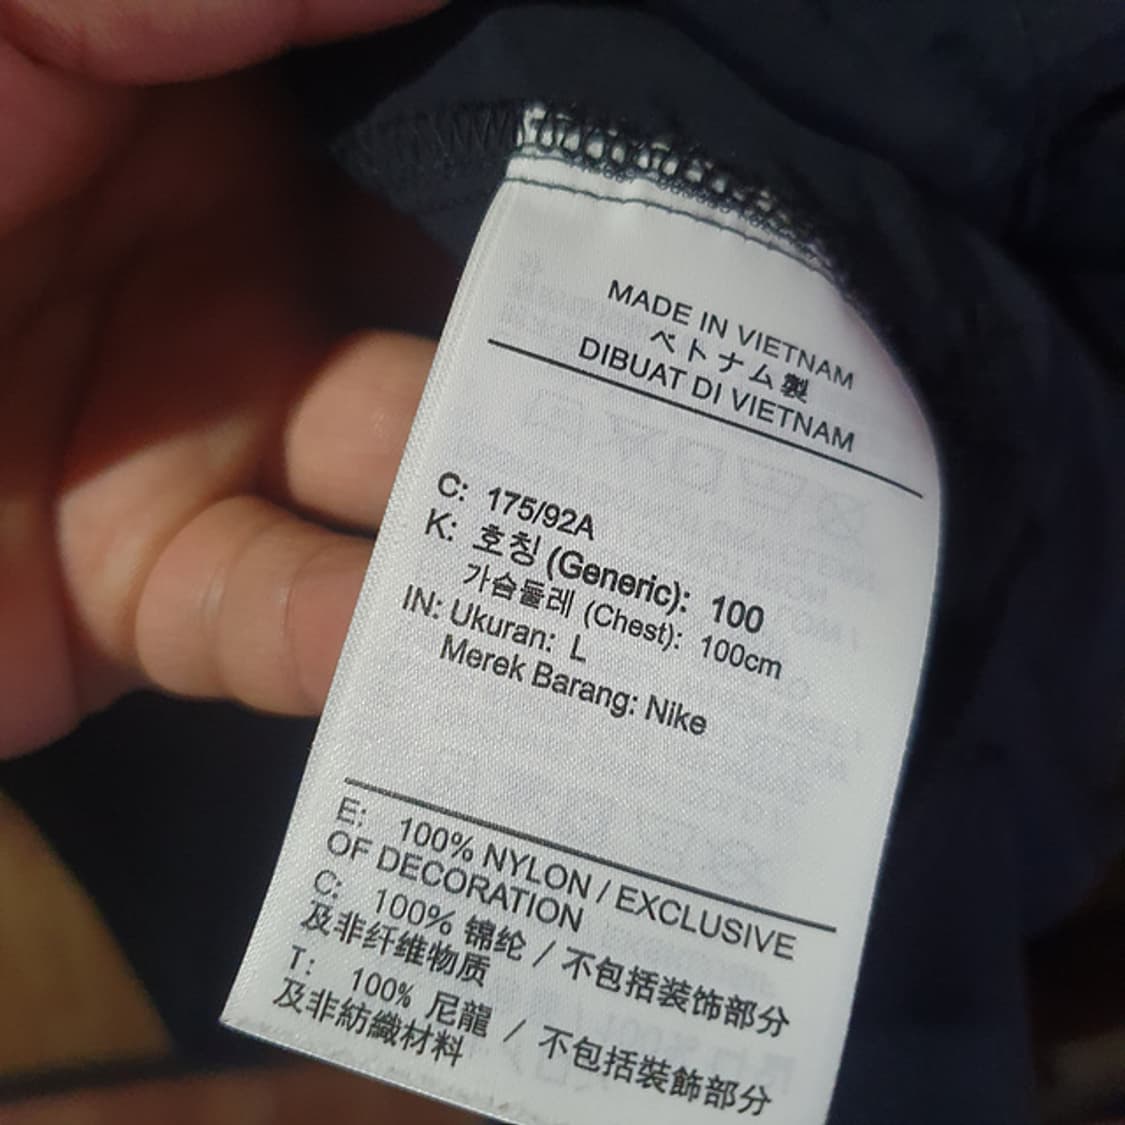 MADE IN VIETNAM
ベトナム製
DIBUAT DI VIETNAM
C: 175/92A
K: 호칭 (Generic): 100
가슴둘레 (Chest): 100cm
IN: Ukuran: L
Merek Barang: Nike
E: 100% NYLON / EXCLUSIVE
OF DECORATION
C: 100% 锦纶 / 不包括装饰部分
及非纤维物质
T: 100% 尼龍 / 不包括裝飾部分
及非紡織材料